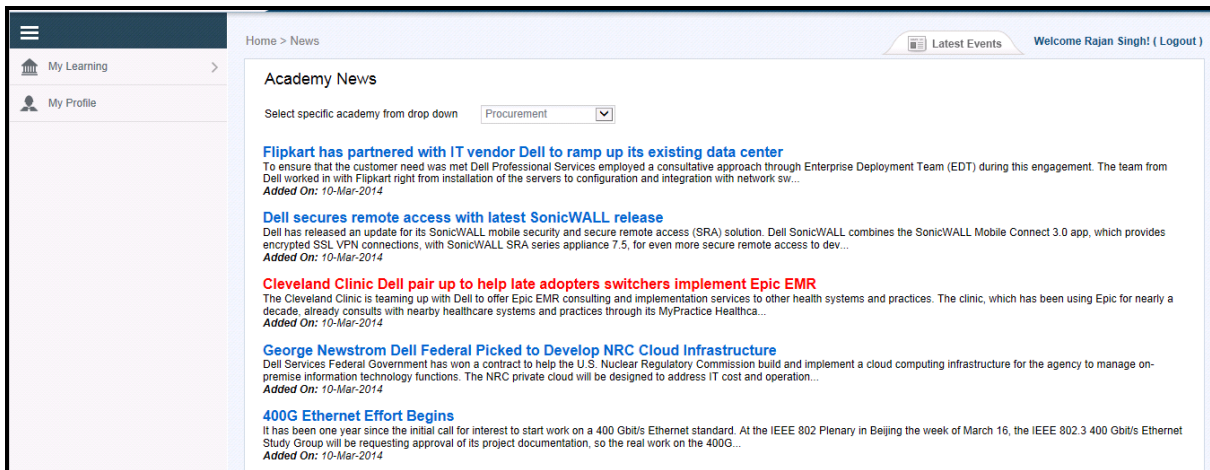 Home > News
Latest Events
Welcome Rajan Singh! ( Logout )
My Learning
My Profile
Academy News
Select specific academy from drop down Procurement
Flipkart has partnered with IT vendor Dell to ramp up its existing data center
To ensure that the customer need was met Dell Professional Services employed a consultative approach through Enterprise Deployment Team (EDT) during this engagement. The team from
Dell worked in with Flipkart right from installation of the servers to configuration and integration with network sw...
Added On: 10-Mar-2014
Dell secures remote access with latest SonicWALL release
Dell has released an update for its SonicWALL mobile security and secure remote access (SRA) solution. Dell SonicWALL combines the SonicWALL Mobile Connect 3.0 app, which provides
encrypted SSL VPN connections, with SonicWALL SRA series appliance 7.5, for even more secure remote access to dev...
Added On: 10-Mar-2014
Cleveland Clinic Dell pair up to help late adopters switchers implement Epic EMR
The Cleveland Clinic is teaming up with Dell to offer Epic EMR consulting and implementation services to other health systems and practices. The clinic, which has been using Epic for nearly a
decade, already consults with nearby healthcare systems and practices through its MyPractice Healthca...
Added On: 10-Mar-2014
George Newstrom Dell Federal Picked to Develop NRC Cloud Infrastructure
Dell Services Federal Government has won a contract to help the U.S. Nuclear Regulatory Commission build and implement a cloud computing infrastructure for the agency to manage on-
premise information technology functions. The NRC private cloud will be designed to address IT cost and operation...
Added On: 10-Mar-2014
400G Ethernet Effort Begins
It has been one year since the initial call for interest to start work on a 400 Gbit/s Ethernet standard. At the IEEE 802 Plenary in Beijing the week of March 16, the IEEE 802.3 400 Gbit/s Ethernet
Study Group will be requesting approval of its project documentation, so the real work on the 400G...
Added On: 10-Mar-2014